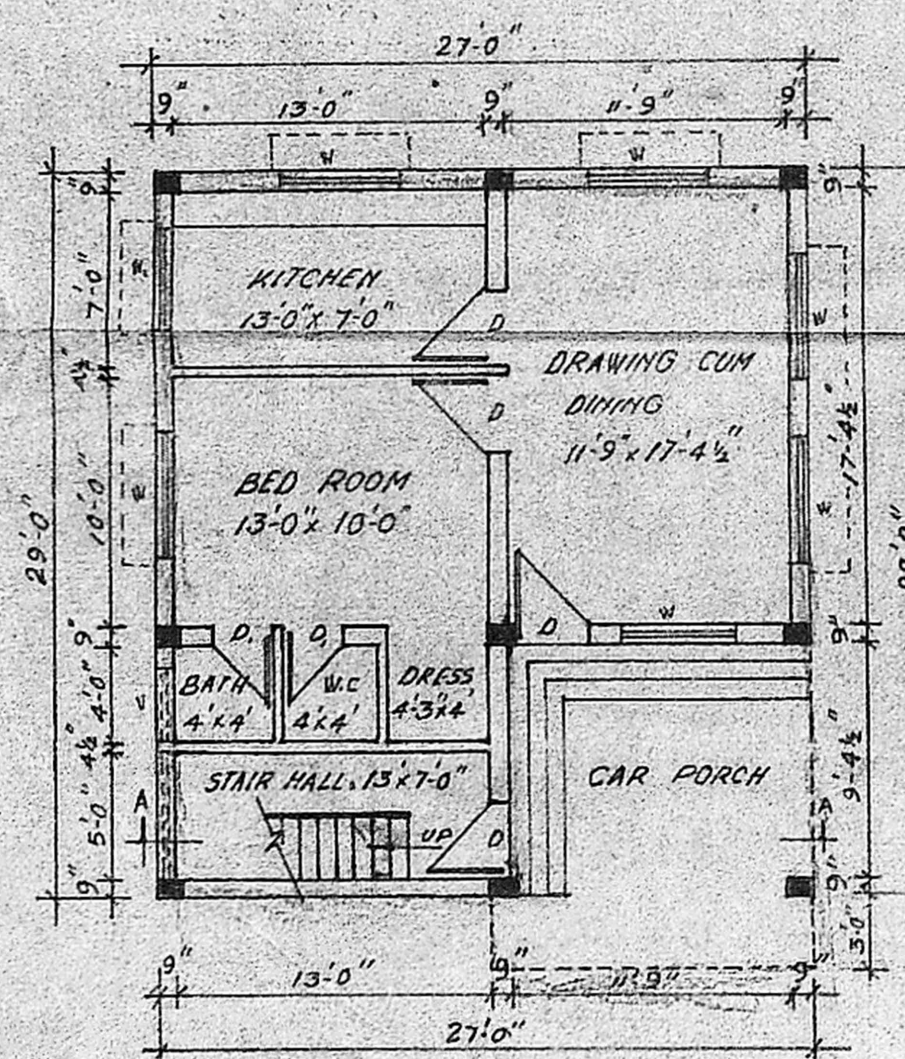 27'-0"
9" 13'-0" 9" 11'-9" 9"
W W
9" 9"
7'-0" W,
KITCHEN
13'-0" X 7'-0"
D
W
4½"
DRAWING CUM
DINING
11'-9" x 17'-4½"
D
17'-4½"
BED ROOM
13'-0" X 10'-0"
10'-0"
W
W
29'-0"
9" D, D, D W 9"
BATH W.C DRESS
4'X4' 4'X4' 4'-3"X4'
4'-0" V
4½"
STAIR HALL. 13'X7'-0"
CAR PORCH
9'-4½"
A A
5'-0" UP D
9" 9"
3'-0"
9" 13'-0" 9" 11'-9" 9"
27'-0"